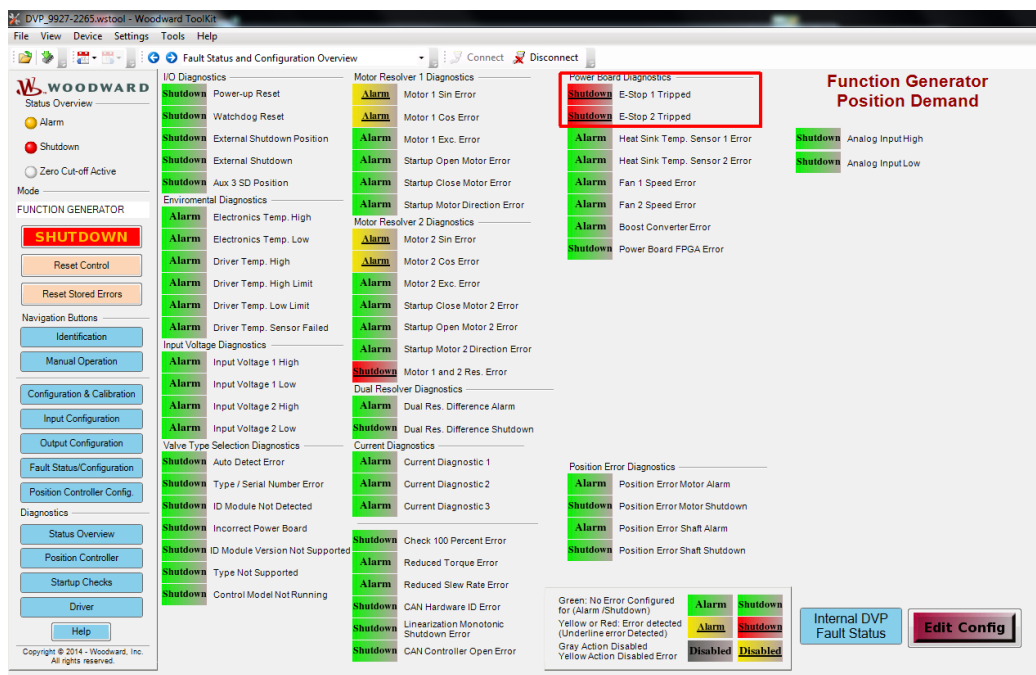 DVP_9927-2265.wstool - Woodward ToolKit
File View Device Settings Tools Help
Fault Status and Configuration Overview Connect Disconnect
WOODWARD
Status Overview
Alarm
Shutdown
Zero Cut-off Active
Mode
FUNCTION GENERATOR
SHUTDOWN
Reset Control
Reset Stored Errors
Navigation Buttons
Identification
Manual Operation
Configuration & Calibration
Input Configuration
Output Configuration
Fault Status/Configuration
Position Controller Config.
Diagnostics
Status Overview
Position Controller
Startup Checks
Driver
Help
Copyright © 2014 - Woodward, Inc.
All rights reserved.
I/O Diagnostics
Shutdown Power-up Reset
Shutdown Watchdog Reset
Shutdown External Shutdown Position
Shutdown External Shutdown
Shutdown Aux 3 SD Position
Enviromental Diagnostics
Alarm Electronics Temp. High
Alarm Electronics Temp. Low
Alarm Driver Temp. High
Alarm Driver Temp. High Limit
Alarm Driver Temp. Low Limit
Alarm Driver Temp. Sensor Failed
Input Voltage Diagnostics
Alarm Input Voltage 1 High
Alarm Input Voltage 1 Low
Alarm Input Voltage 2 High
Alarm Input Voltage 2 Low
Valve Type Selection Diagnostics
Shutdown Auto Detect Error
Shutdown Type / Serial Number Error
Shutdown ID Module Not Detected
Shutdown Incorrect Power Board
Shutdown ID Module Version Not Supported
Shutdown Type Not Supported
Shutdown Control Model Not Running
Motor Resolver 1 Diagnostics
Alarm Motor 1 Sin Error
Alarm Motor 1 Cos Error
Alarm Motor 1 Exc. Error
Alarm Startup Open Motor Error
Alarm Startup Close Motor Error
Alarm Startup Motor Direction Error
Motor Resolver 2 Diagnostics
Alarm Motor 2 Sin Error
Alarm Motor 2 Cos Error
Alarm Motor 2 Exc. Error
Alarm Startup Close Motor 2 Error
Alarm Startup Open Motor 2 Error
Alarm Startup Motor 2 Direction Error
Shutdown Motor 1 and 2 Res. Error
Dual Resolver Diagnostics
Alarm Dual Res. Difference Alarm
Shutdown Dual Res. Difference Shutdown
Current Diagnostics
Alarm Current Diagnostic 1
Alarm Current Diagnostic 2
Alarm Current Diagnostic 3
Shutdown Check 100 Percent Error
Alarm Reduced Torque Error
Alarm Reduced Slew Rate Error
Shutdown CAN Hardware ID Error
Shutdown Linearization Monotonic
Shutdown Error
Shutdown CAN Controller Open Error
Power Board Diagnostics
Shutdown E-Stop 1 Tripped
Shutdown E-Stop 2 Tripped
Alarm Heat Sink Temp. Sensor 1 Error
Alarm Heat Sink Temp. Sensor 2 Error
Alarm Fan 1 Speed Error
Alarm Fan 2 Speed Error
Alarm Boost Converter Error
Shutdown Power Board FPGA Error
Position Error Diagnostics
Alarm Position Error Motor Alarm
Shutdown Position Error Motor Shutdown
Alarm Position Error Shaft Alarm
Shutdown Position Error Shaft Shutdown
Green: No Error Configured
for (Alarm /Shutdown) Alarm Shutdown
Yellow or Red: Error detected
(Underline error Detected) Alarm Shutdown
Gray Action Disabled
Yellow Action Disabled Error Disabled Disabled
Function Generator
Position Demand
Shutdown Analog Input High
Shutdown Analog Input Low
Internal DVP
Fault Status
Edit Config